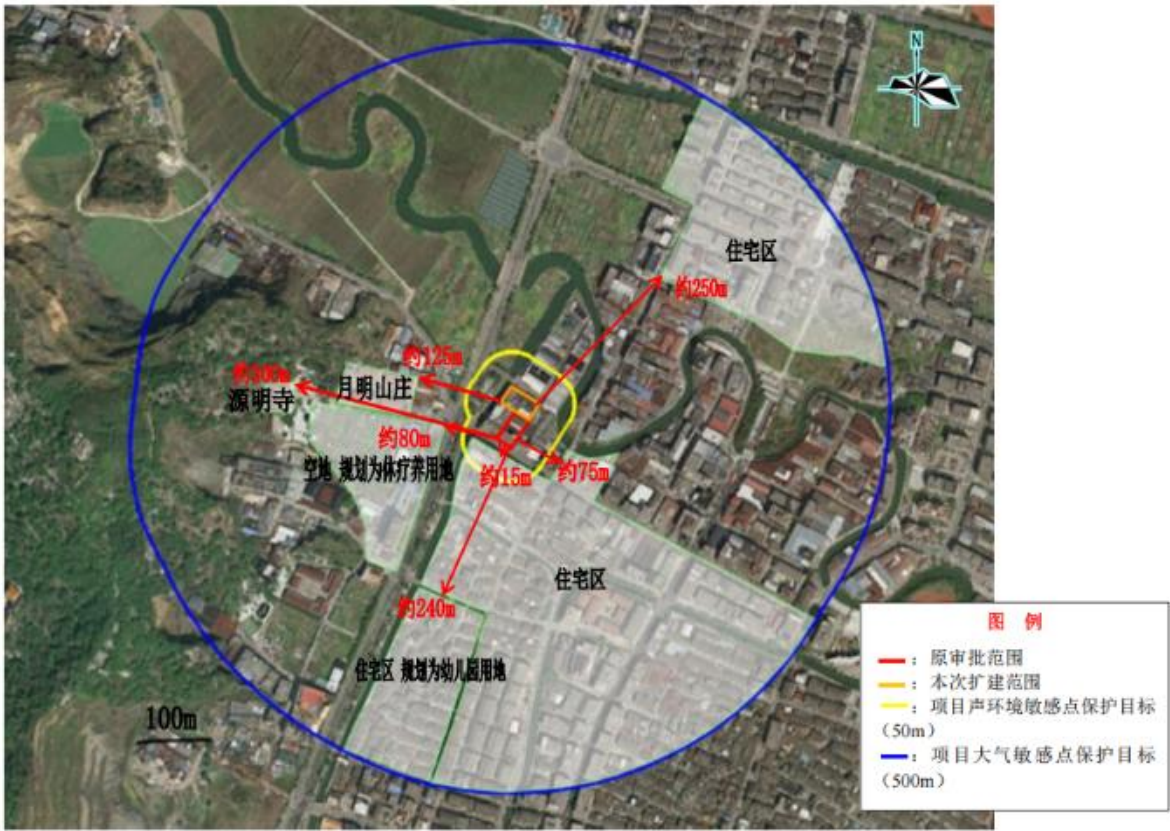 N
住宅区
约250m
约125m
约300m
月明山庄
源明寺
约80m
空地 规划为休疗养用地
约15m
约75m
住宅区
约240m
住宅区 规划为幼儿园用地
100m
图 例
：原审批范围
：本次扩建范围
：项目声环境敏感点保护目标
（50m）
：项目大气敏感点保护目标
（500m）